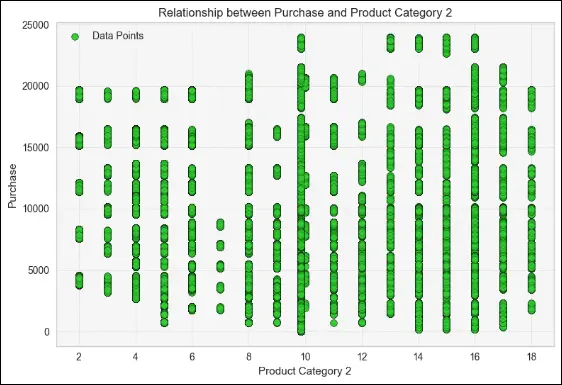 Relationship between Purchase and Product Category 2
25000
Data Points
20000
15000
10000
5000
0
Purchase
2 4 6 8 10 12 14 16 18
Product Category 2